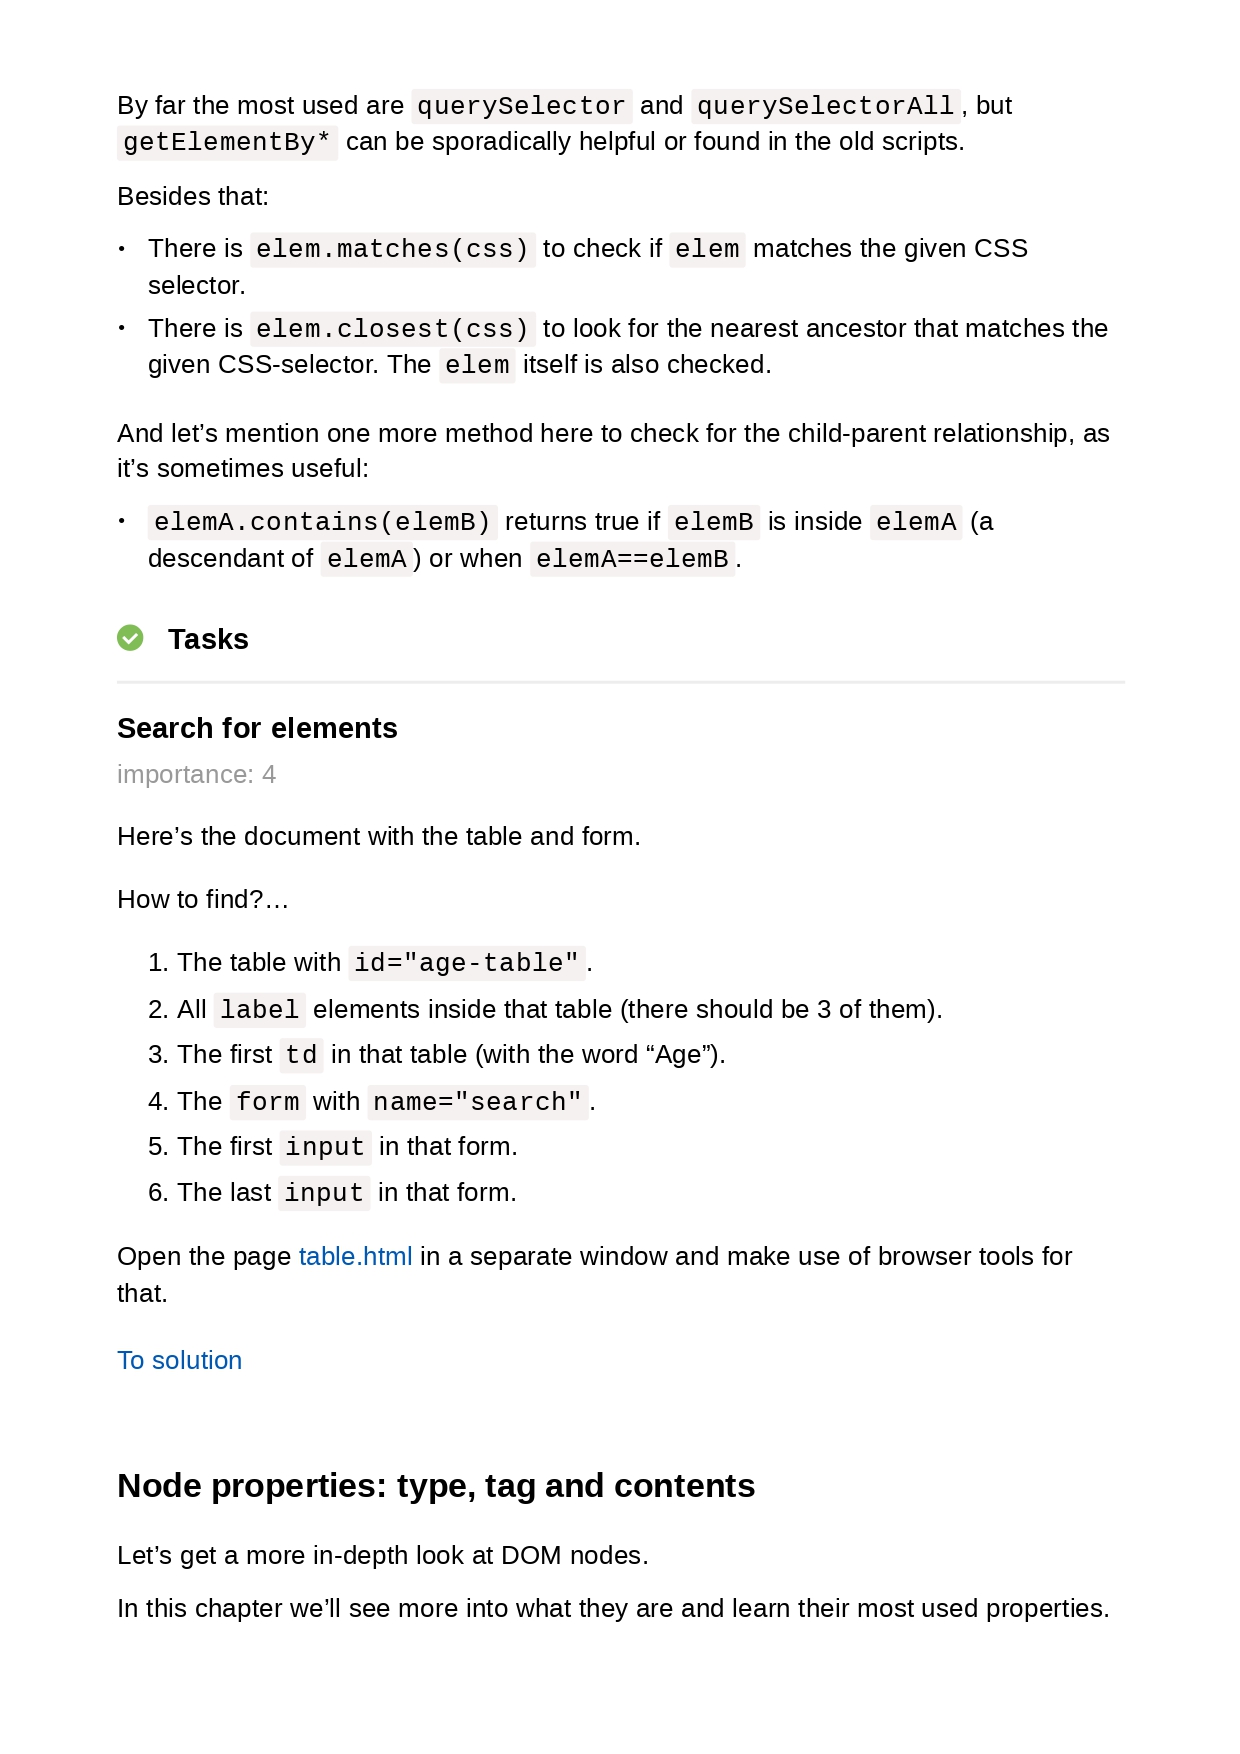 By far the most used are querySelector and querySelectorAll, but
getElementBy* can be sporadically helpful or found in the old scripts.
Besides that:
• There is elem.matches(css) to check if elem matches the given CSS
selector.
• There is elem.closest(css) to look for the nearest ancestor that matches the
given CSS-selector. The elem itself is also checked.
And let’s mention one more method here to check for the child-parent relationship, as
it’s sometimes useful:
• elemA.contains(elemB) returns true if elemB is inside elemA (a
descendant of elemA) or when elemA==elemB.
Tasks
Search for elements
importance: 4
Here’s the document with the table and form.
How to find?…
1. The table with id="age-table".
2. All label elements inside that table (there should be 3 of them).
3. The first td in that table (with the word “Age”).
4. The form with name="search".
5. The first input in that form.
6. The last input in that form.
Open the page table.html in a separate window and make use of browser tools for
that.
To solution
Node properties: type, tag and contents
Let’s get a more in-depth look at DOM nodes.
In this chapter we’ll see more into what they are and learn their most used properties.